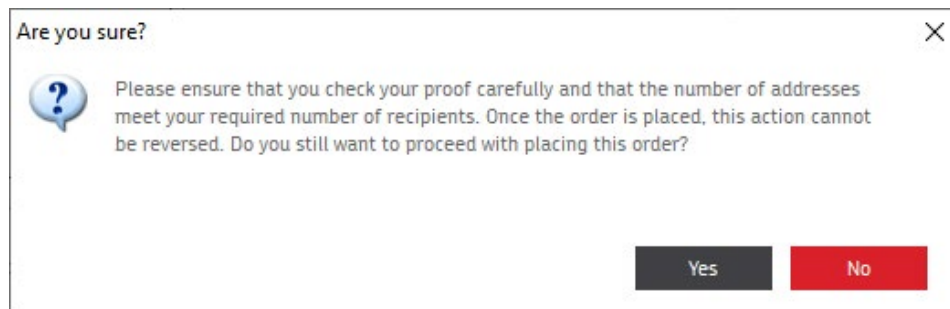 Are you sure?
Please ensure that you check your proof carefully and that the number of addresses
meet your required number of recipients. Once the order is placed, this action cannot
be reversed. Do you still want to proceed with placing this order?
Yes
No